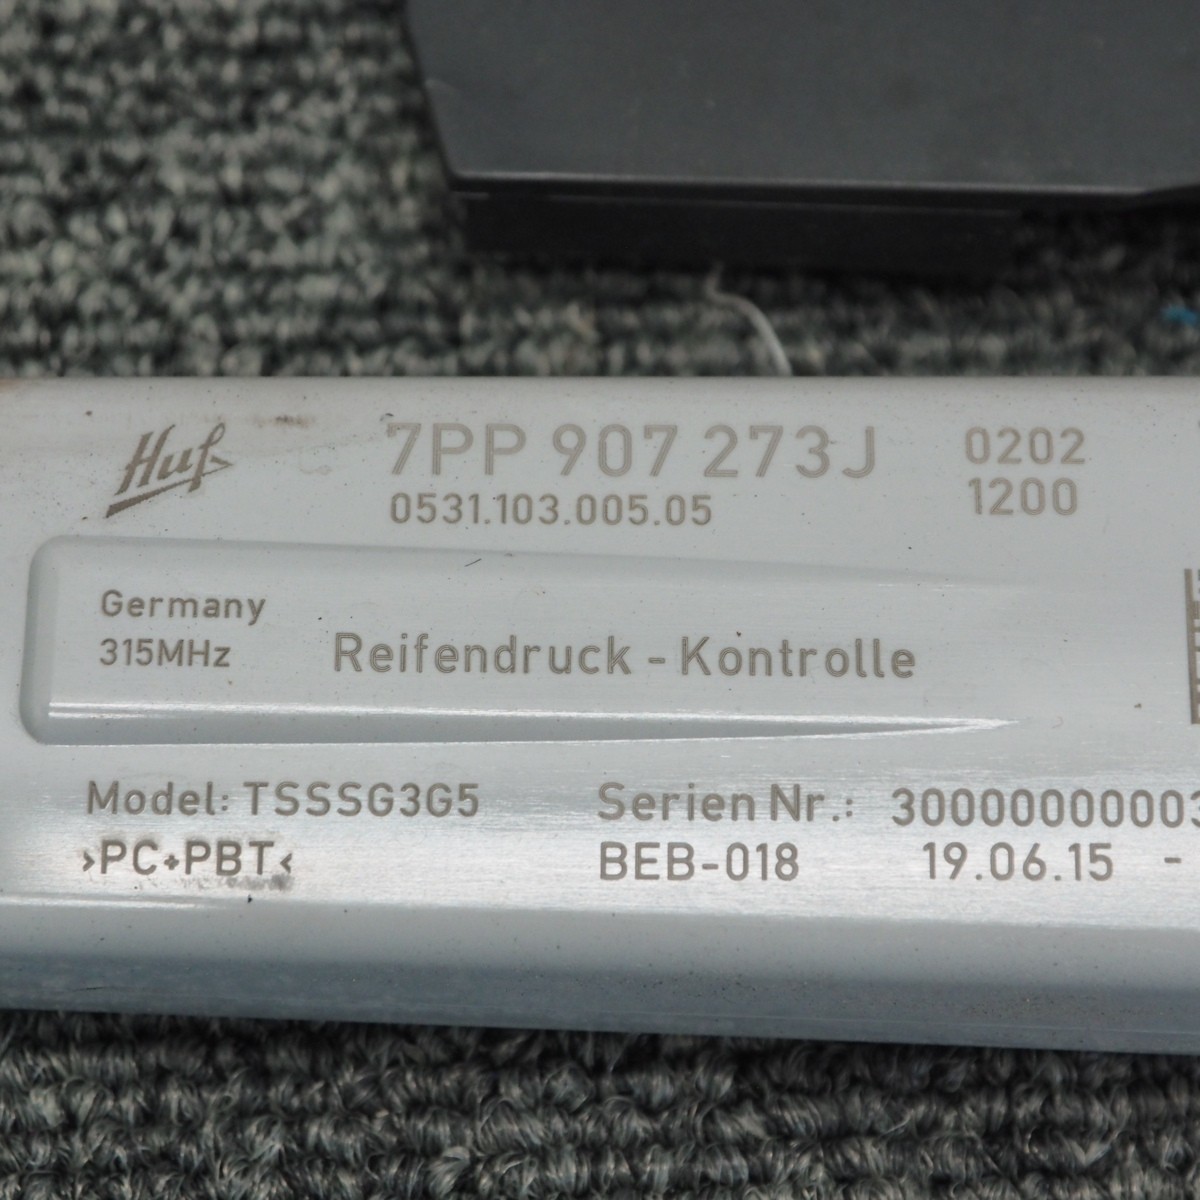 Huf
7PP 907 273J
0202
0531.103.005.05
1200
Germany
315MHz
Reifendruck - Kontrolle
Model: TSSSG3G5
Serien Nr.: 30000000003
>PC+PBT<
BEB-018
19.06.15 -